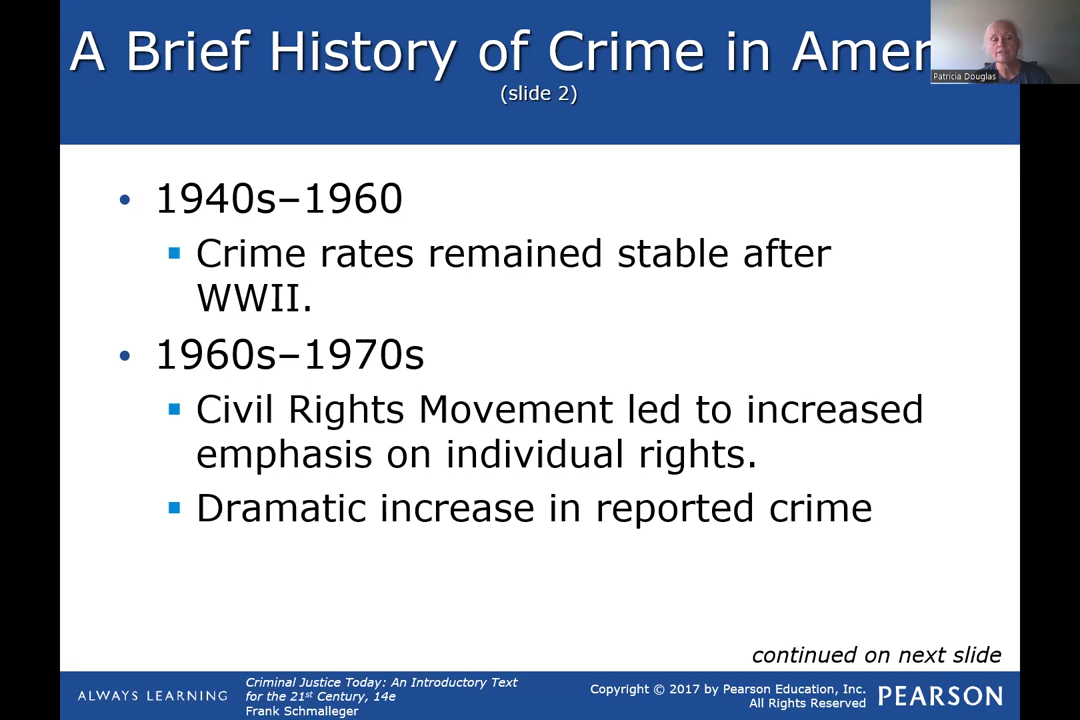 A Brief History of Crime in Amer
(slide 2)
Patricia Douglas
• 1940s–1960
▪ Crime rates remained stable after
WWII.
• 1960s–1970s
▪ Civil Rights Movement led to increased
emphasis on individual rights.
▪ Dramatic increase in reported crime
continued on next slide
ALWAYS LEARNING
Criminal Justice Today: An Introductory Text
for the 21st Century, 14e
Frank Schmalleger
Copyright © 2017 by Pearson Education, Inc.
All Rights Reserved
PEARSON